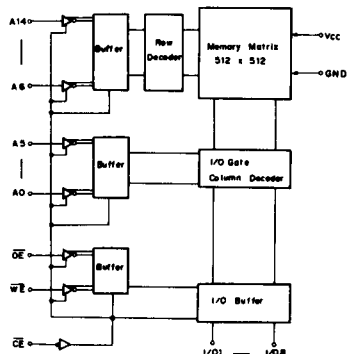 A14
Buffer
Row
Decoder
Memory Matrix
512 x 512
Vcc
GND
A6
A5
Buffer
I/O Gate
Column Decoder
A0
OE
Buffer
WE
I/O Buffer
CE
I/O1
I/O8